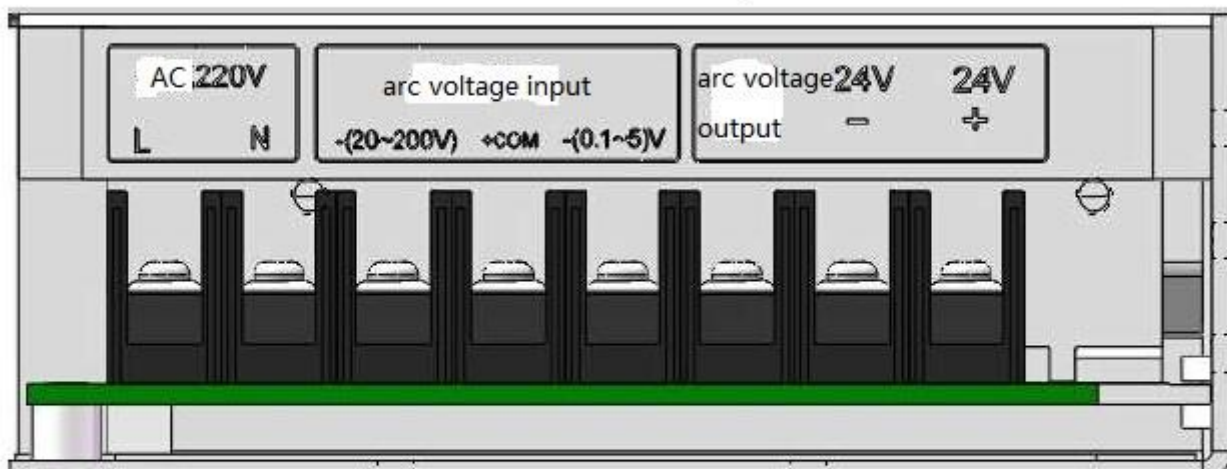 AC 220V
L N
arc voltage input
-(20~200V) +COM -(0.1~5)V
arc voltage 24V 24V
output − +